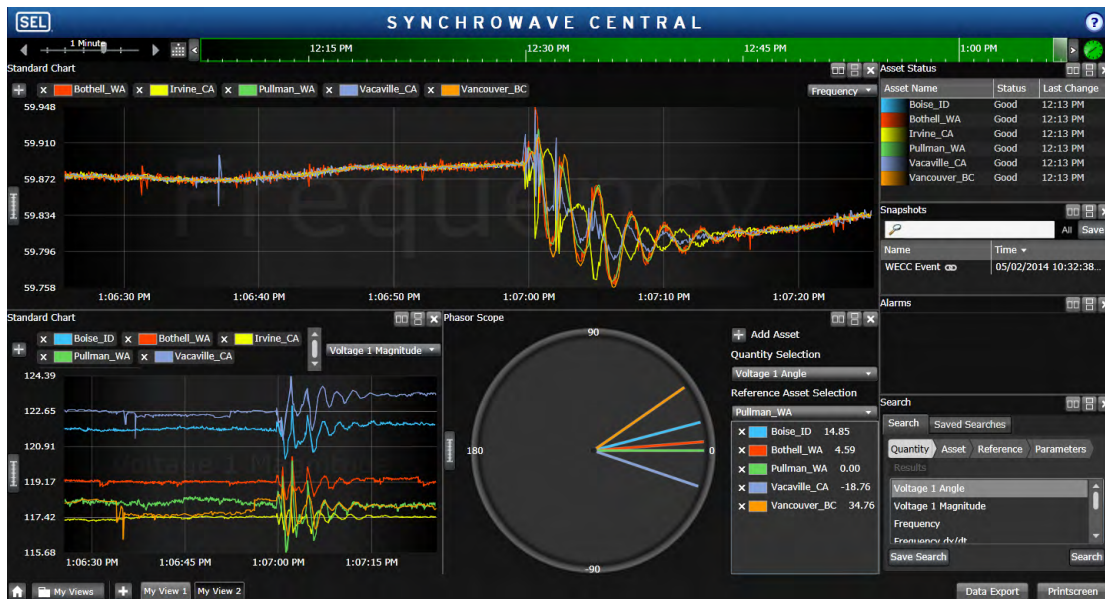 SEL
SYNCHROWAVE CENTRAL
?
1 Minute
12:15 PM 12:30 PM 12:45 PM 1:00 PM
Standard Chart
Bothell_WA Irvine_CA Pullman_WA Vacaville_CA Vancouver_BC
Frequency
Frequency
59.948
59.910
59.872
59.834
59.796
59.758
1:06:30 PM 1:06:40 PM 1:06:50 PM 1:07:00 PM 1:07:10 PM 1:07:20 PM
Asset Status
Asset Name Status Last Change
Boise_ID Good 12:13 PM
Bothell_WA Good 12:13 PM
Irvine_CA Good 12:13 PM
Pullman_WA Good 12:13 PM
Vacaville_CA Good 12:13 PM
Vancouver_BC Good 12:13 PM
Snapshots
All Save
Name Time
WECC Event 05/02/2014 10:32:38...
Alarms
Standard Chart
Boise_ID Bothell_WA Irvine_CA
Pullman_WA Vacaville_CA
Voltage 1 Magnitude
Voltage 1 Magnitude
124.39
122.65
120.91
119.17
117.42
115.68
1:06:30 PM 1:06:45 PM 1:07:00 PM 1:07:15 PM
Phasor Scope
90
180
0
-90
Add Asset
Quantity Selection
Voltage 1 Angle
Reference Asset Selection
Pullman_WA
Boise_ID 14.85
Bothell_WA 4.59
Pullman_WA 0.00
Vacaville_CA -18.76
Vancouver_BC 34.76
Search
Search Saved Searches
Quantity Asset Reference Parameters
Results
Voltage 1 Angle
Voltage 1 Magnitude
Frequency
Frequency dv/dt
Save Search Search
My Views My View 1 My View 2
Data Export Printscreen